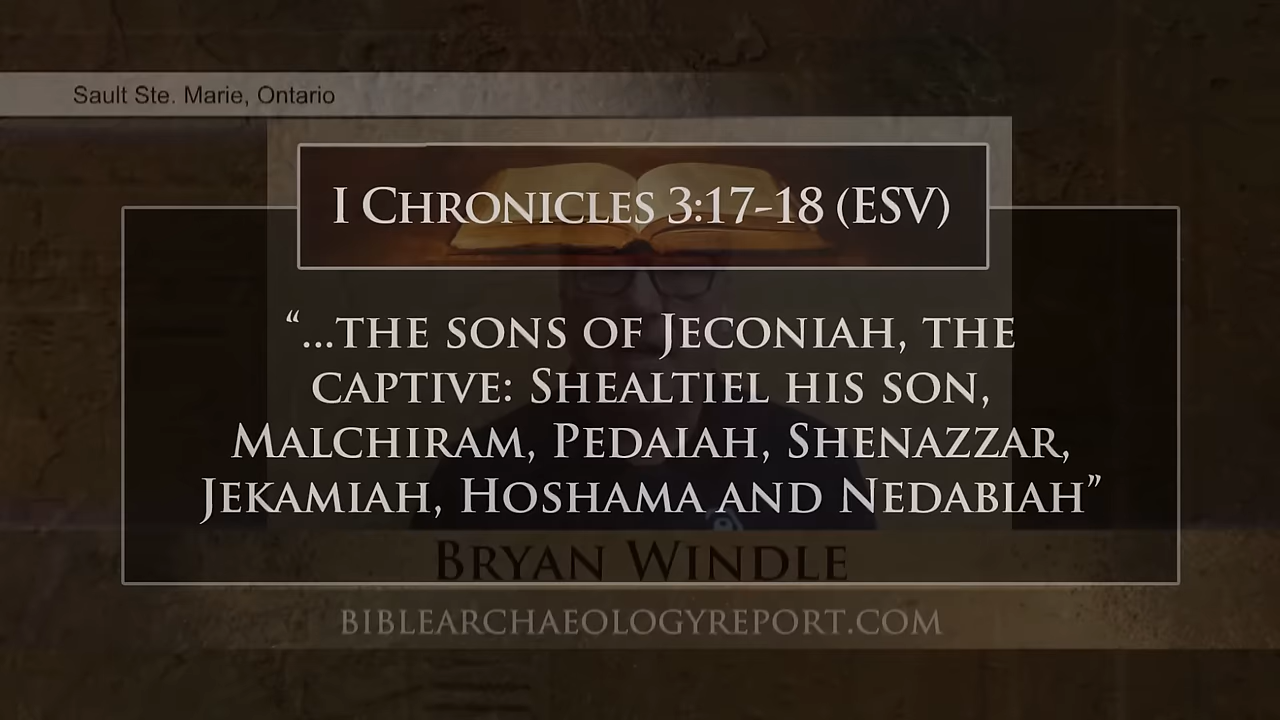 Sault Ste. Marie, Ontario
I Chronicles 3:17-18 (ESV)
“...the sons of Jeconiah, the
captive: Shealtiel his son,
Malchiram, Pedaiah, Shenazzar,
Jekamiah, Hoshama and Nedabiah”
Bryan Windle
biblearchaeologyreport.com